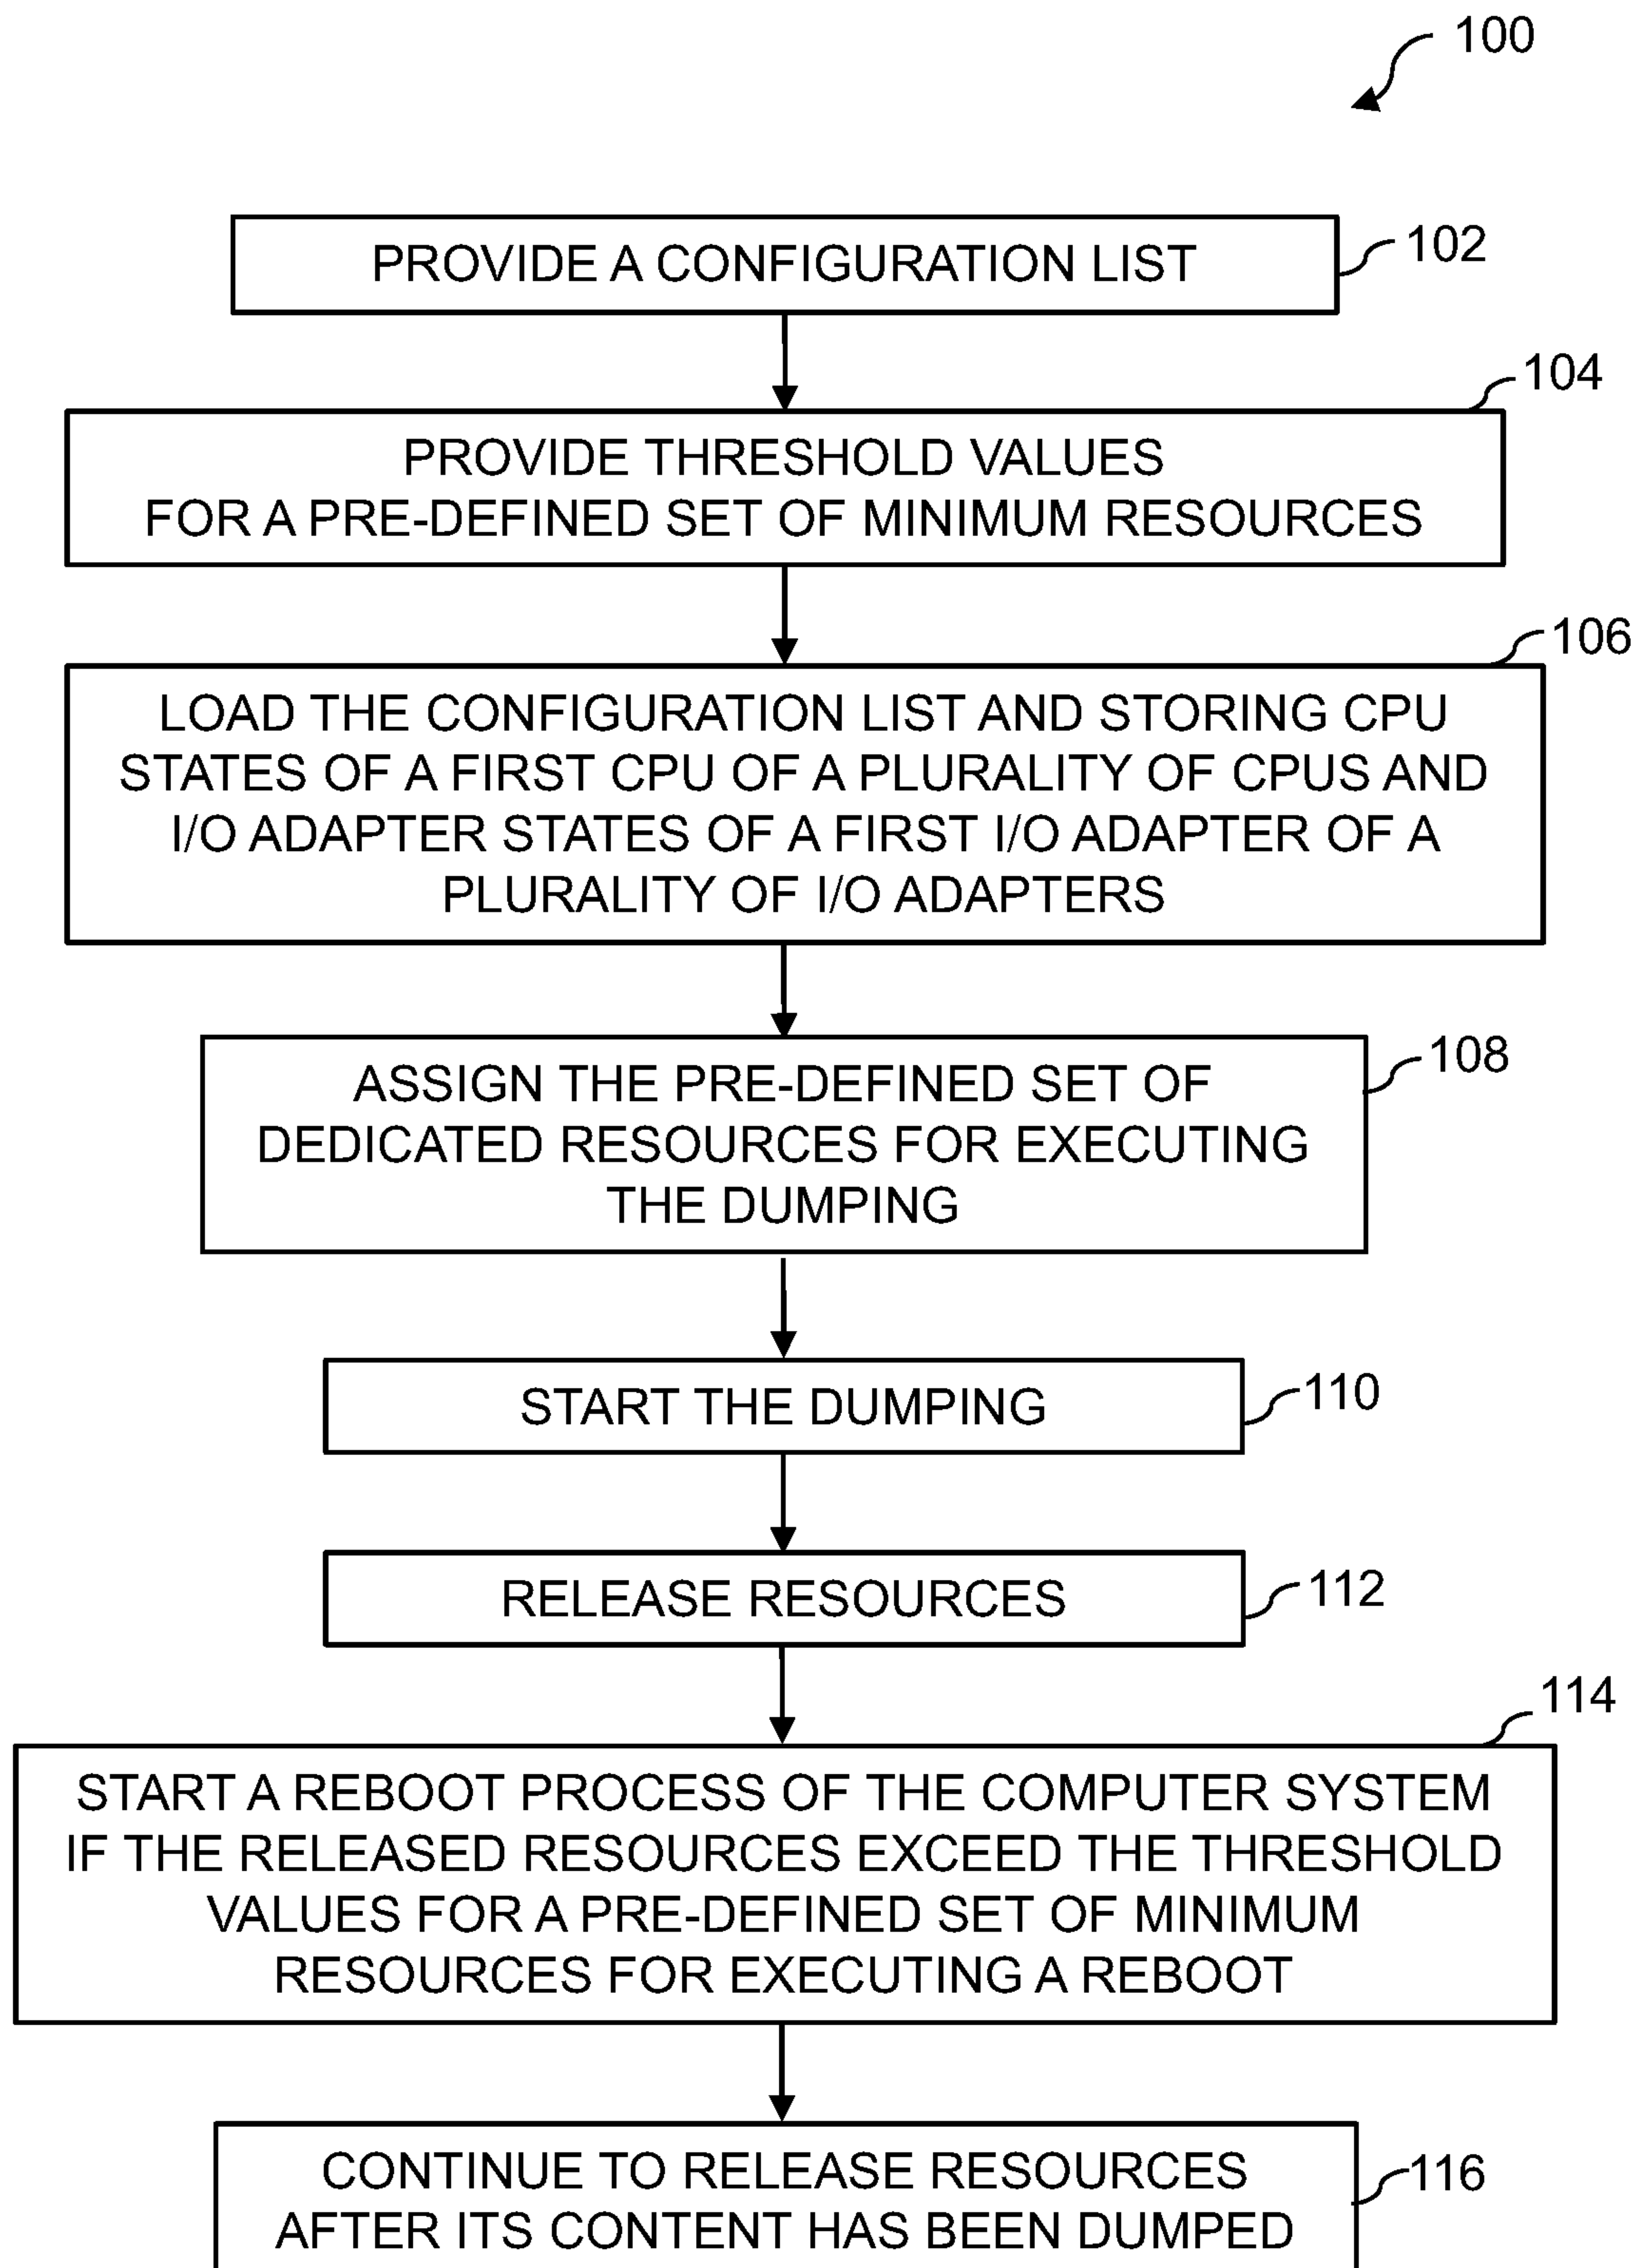 100
PROVIDE A CONFIGURATION LIST
102
104
PROVIDE THRESHOLD VALUES
FOR A PRE-DEFINED SET OF MINIMUM RESOURCES
106
LOAD THE CONFIGURATION LIST AND STORING CPU
STATES OF A FIRST CPU OF A PLURALITY OF CPUS AND
I/O ADAPTER STATES OF A FIRST I/O ADAPTER OF A
PLURALITY OF I/O ADAPTERS
108
ASSIGN THE PRE-DEFINED SET OF
DEDICATED RESOURCES FOR EXECUTING
THE DUMPING
START THE DUMPING
110
RELEASE RESOURCES
112
114
START A REBOOT PROCESS OF THE COMPUTER SYSTEM
IF THE RELEASED RESOURCES EXCEED THE THRESHOLD
VALUES FOR A PRE-DEFINED SET OF MINIMUM
RESOURCES FOR EXECUTING A REBOOT
CONTINUE TO RELEASE RESOURCES
116
AFTER ITS CONTENT HAS BEEN DUMPED